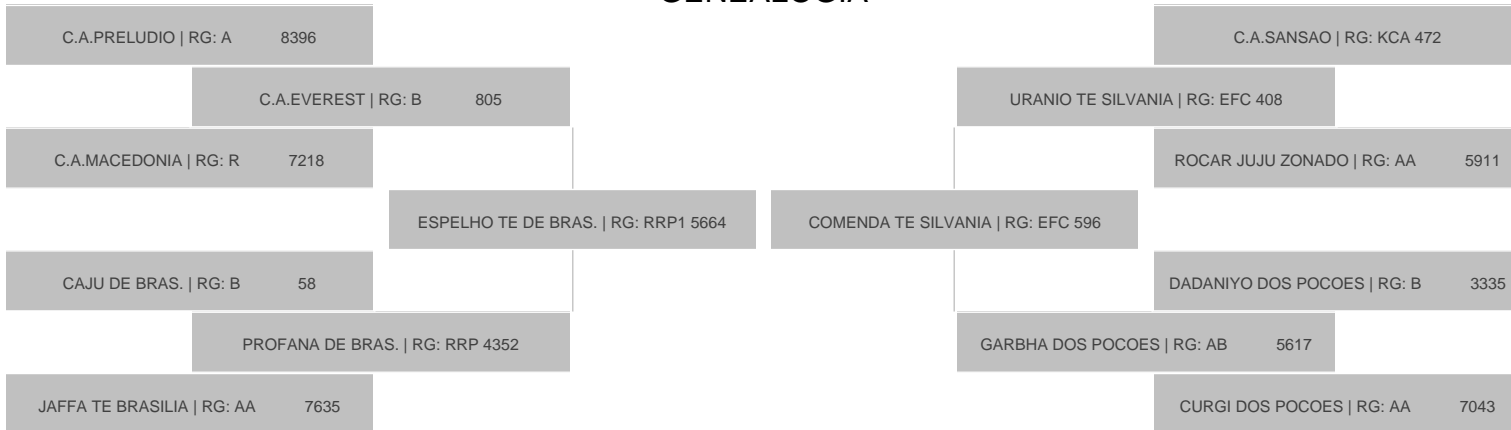 GENEALOGIA
C.A.PRELUDIO | RG: A 8396
C.A.SANSAO | RG: KCA 472
C.A.EVEREST | RG: B 805
URANIO TE SILVANIA | RG: EFC 408
C.A.MACEDONIA | RG: R 7218
ROCAR JUJU ZONADO | RG: AA 5911
ESPELHO TE DE BRAS. | RG: RRP1 5664
COMENDA TE SILVANIA | RG: EFC 596
CAJU DE BRAS. | RG: B 58
DADANIYO DOS POCOES | RG: B 3335
PROFANA DE BRAS. | RG: RRP 4352
GARBHA DOS POCOES | RG: AB 5617
JAFFA TE BRASILIA | RG: AA 7635
CURGI DOS POCOES | RG: AA 7043